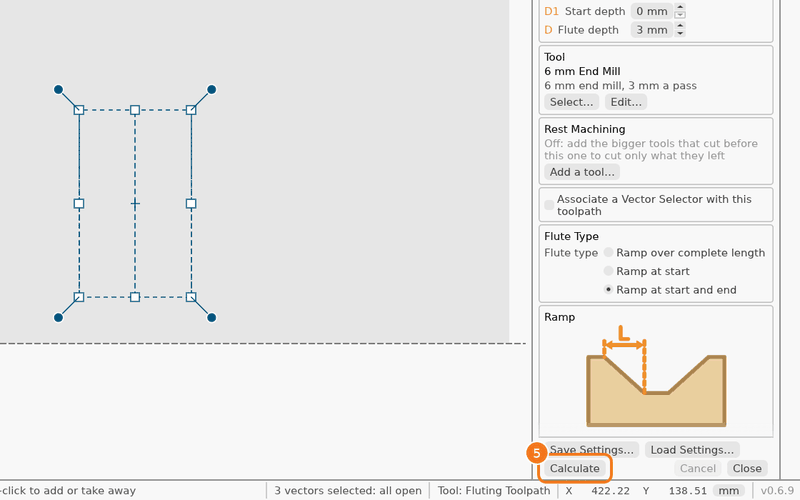 D1 Start depth 0 mm
D Flute depth 3 mm
Tool
6 mm End Mill
6 mm end mill, 3 mm a pass
Select... Edit...
Rest Machining
Off: add the bigger tools that cut before
this one to cut only what they left
Add a tool...
Associate a Vector Selector with this
toolpath
Flute Type
Flute type Ramp over complete length
Ramp at start
Ramp at start and end
Ramp
L
Save Settings... Load Settings...
5
Calculate Cancel Close
-click to add or take away 3 vectors selected: all open Tool: Fluting Toolpath X 422.22 Y 138.51 mm v0.6.9